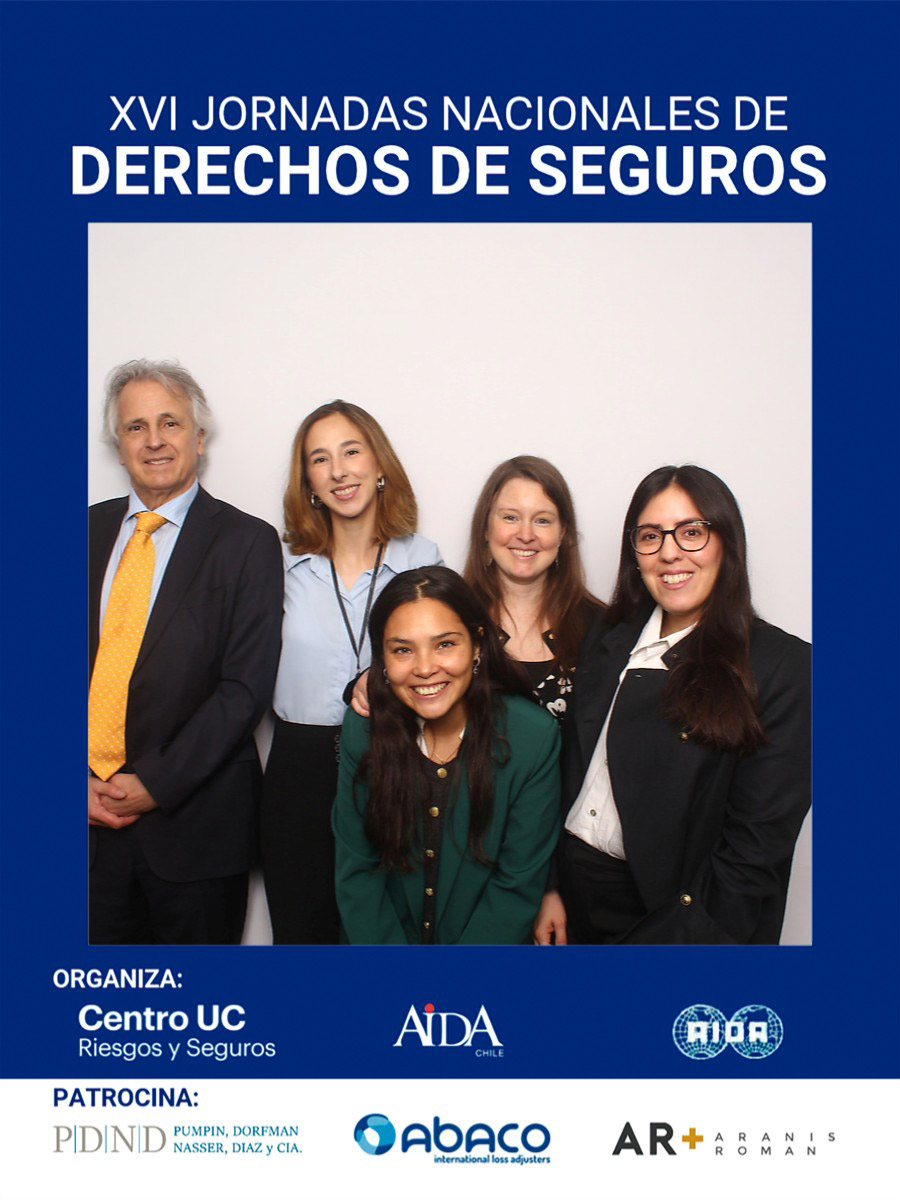 XVI JORNADAS NACIONALES DE
DERECHOS DE SEGUROS
ORGANIZA:
Centro UC
Riesgos y Seguros
AIDA
CHILE
AIDA
PATROCINA:
P|D|N|D
PUMPIN, DORFMAN
NASSER, DIAZ y CIA.
abaco
international loss adjusters
AR+
ARANIS
ROMAN